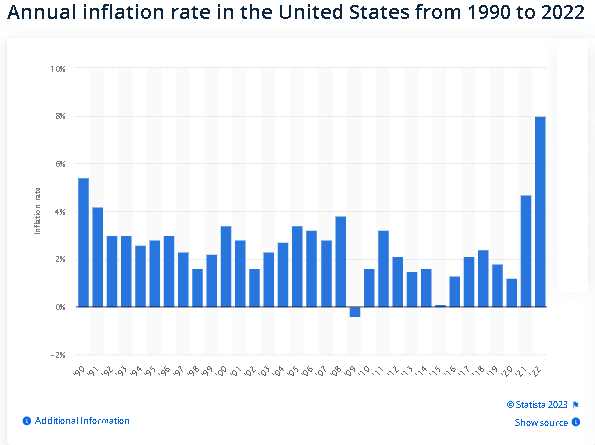 Annual inflation rate in the United States from 1990 to 2022
10%
8%
6%
4%
2%
0%
-2%
Inflation rate
'90 '91 '92 '93 '94 '95 '96 '97 '98 '99 '00 '01 '02 '03 '04 '05 '06 '07 '08 '09 '10 '11 '12 '13 '14 '15 '16 '17 '18 '19 '20 '21 '22
© Statista 2023
Additional Information
Show source